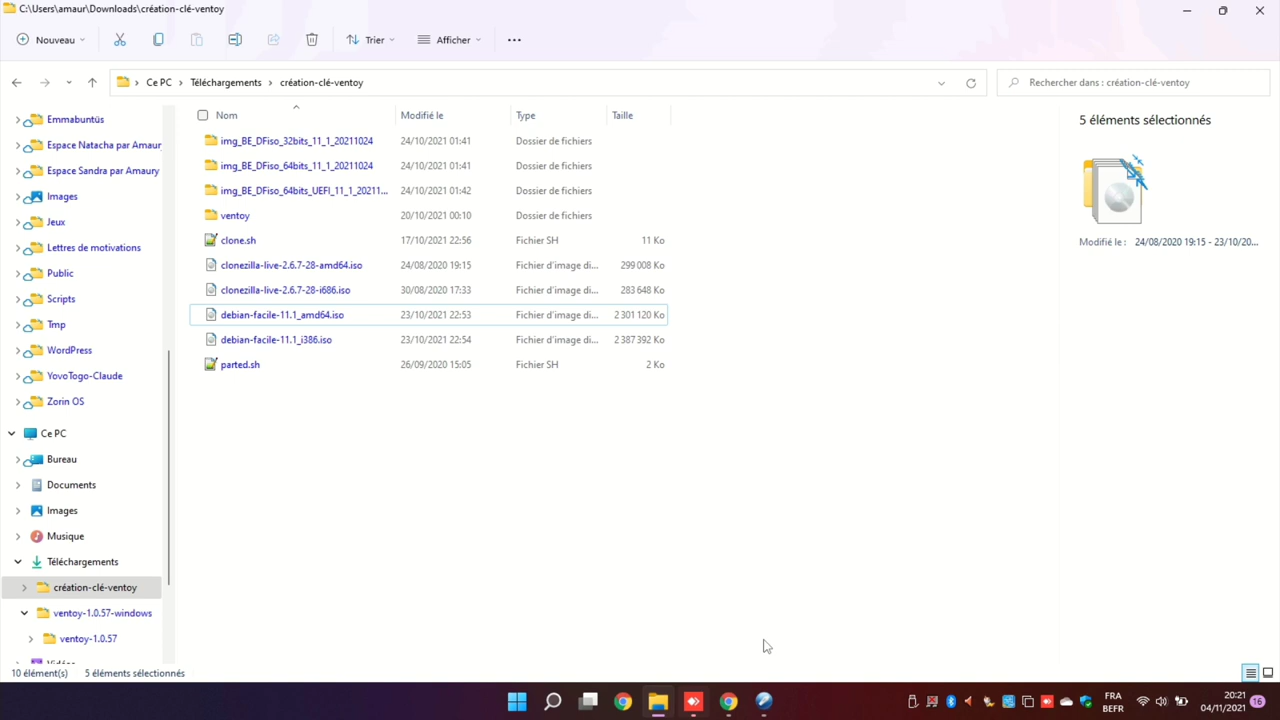 C:\Users\amaur\Downloads\création-clé-ventoy
Nouveau
Trier
Afficher
Ce PC
Téléchargements
création-clé-ventoy
Rechercher dans : création-clé-ventoy
Nom
Modifié le
Type
Taille
img_BE_DFiso_32bits_11_1_20211024 24/10/2021 01:41 Dossier de fichiers
img_BE_DFiso_64bits_11_1_20211024 24/10/2021 01:41 Dossier de fichiers
img_BE_DFiso_64bits_UEFI_11_1_20211... 24/10/2021 01:42 Dossier de fichiers
ventoy 20/10/2021 00:10 Dossier de fichiers
clone.sh 17/10/2021 22:56 Fichier SH 11 Ko
clonezilla-live-2.6.7-28-amd64.iso 24/08/2020 19:15 Fichier d'image di... 299 008 Ko
clonezilla-live-2.6.7-28-i686.iso 30/08/2020 17:33 Fichier d'image di... 283 648 Ko
debian-facile-11.1_amd64.iso 23/10/2021 22:53 Fichier d'image di... 2 301 120 Ko
debian-facile-11.1_i386.iso 23/10/2021 22:54 Fichier d'image di... 2 387 392 Ko
parted.sh 26/09/2020 15:05 Fichier SH 2 Ko
Emmabuntüs
Espace Natacha par Amaur
Espace Sandra par Amaury
Images
Jeux
Lettres de motivations
Public
Scripts
Tmp
WordPress
YovoTogo-Claude
Zorin OS
Ce PC
Bureau
Documents
Images
Musique
Téléchargements
création-clé-ventoy
ventoy-1.0.57-windows
ventoy-1.0.57
5 éléments sélectionnés
Modifié le : 24/08/2020 19:15 - 23/10/20...
10 élément(s) 5 éléments sélectionnés
FRA
BEFR
20:21
04/11/2021
16